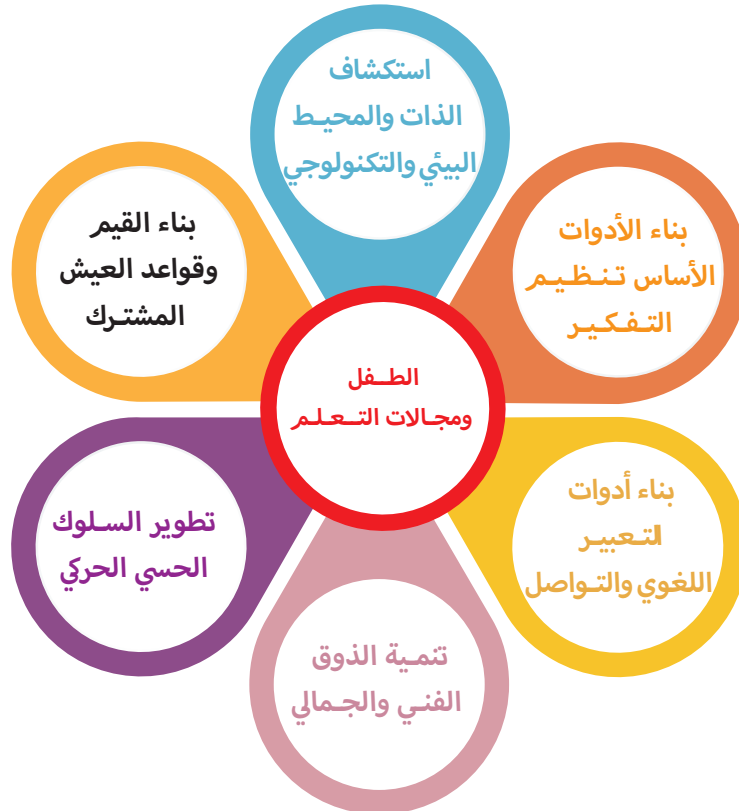 استكشاف
الذات والمحيط
البيئي والتكنولوجي
بناء الأدوات
الأساس تنظيم
التفكير
بناء القيم
وقواعد العيش
المشترك
الطفل
ومجالات التعلم
بناء أدوات
التعبير
اللغوي والتواصل
تطوير السلوك
الحسي الحركي
تنمية الذوق
الفني والجمالي